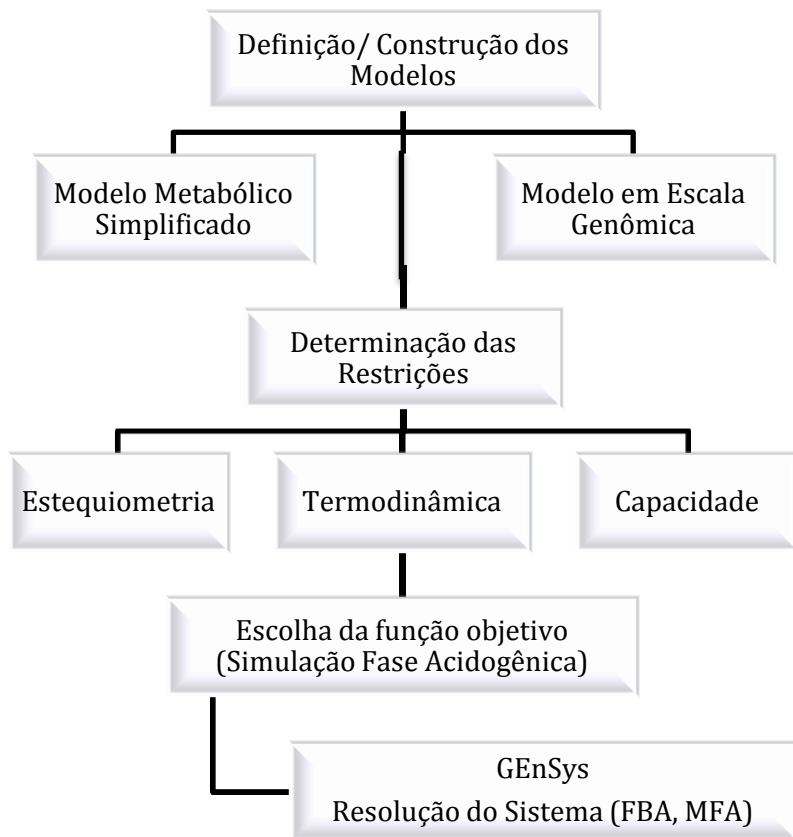 Definição/ Construção dos
Modelos
Modelo Metabólico
Simplificado
Modelo em Escala
Genômica
Determinação das
Restrições
Estequiometria
Termodinâmica
Capacidade
Escolha da função objetivo
(Simulação Fase Acidogênica)
GEnSys
Resolução do Sistema (FBA, MFA)